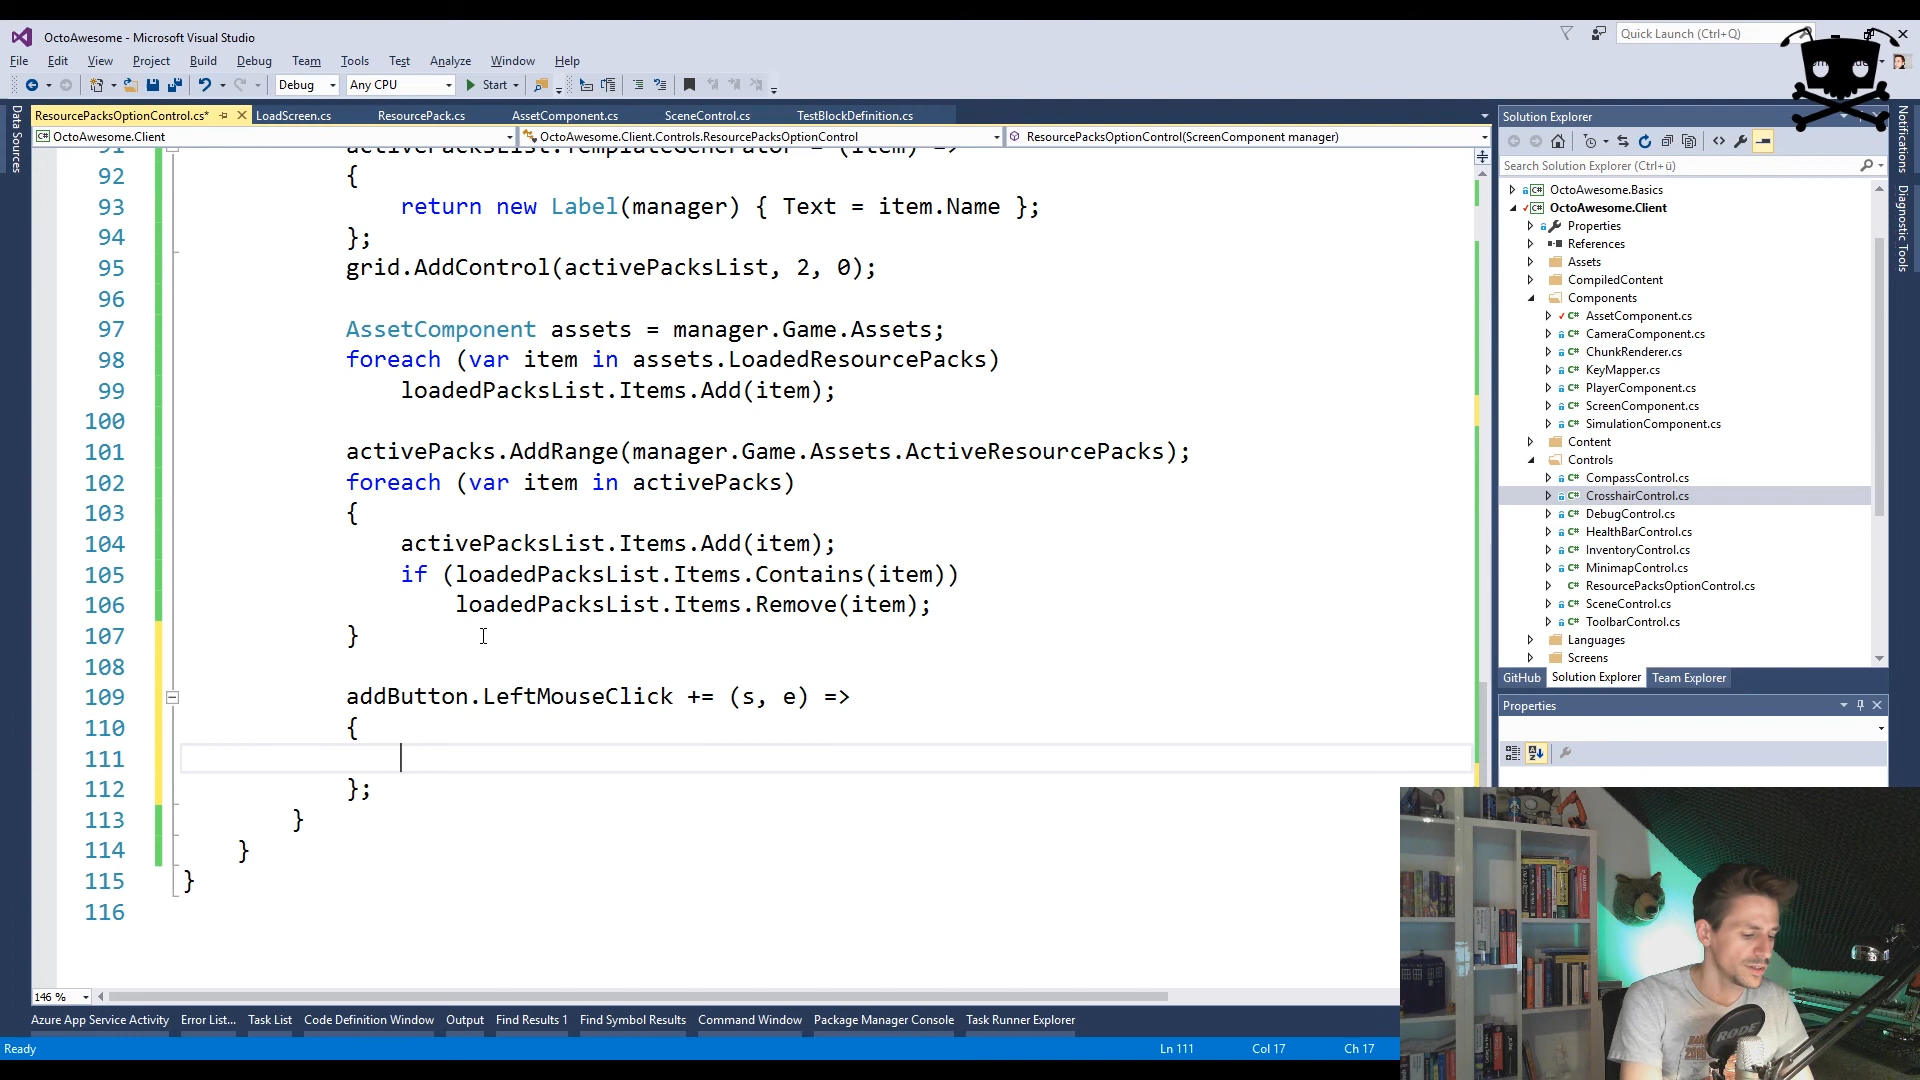 OctoAwesome - Microsoft Visual Studio
Quick Launch (Ctrl+Q)
File Edit View Project Build Debug Team Tools Test Analyze Window Help
Debug Any CPU Start
ResourcePacksOptionControl.cs* LoadScreen.cs ResourcePack.cs AssetComponent.cs SceneControl.cs TestBlockDefinition.cs
OctoAwesome.Client OctoAwesome.Client.Controls.ResourcePacksOptionControl ResourcePacksOptionControl(ScreenComponent manager)
Data Sources
91 activePacksList.TemplateGenerator = (item) =>
92 {
93 return new Label(manager) { Text = item.Name };
94 };
95 grid.AddControl(activePacksList, 2, 0);
96
97 AssetComponent assets = manager.Game.Assets;
98 foreach (var item in assets.LoadedResourcePacks)
99 loadedPacksList.Items.Add(item);
100
101 activePacks.AddRange(manager.Game.Assets.ActiveResourcePacks);
102 foreach (var item in activePacks)
103 {
104 activePacksList.Items.Add(item);
105 if (loadedPacksList.Items.Contains(item))
106 loadedPacksList.Items.Remove(item);
107 }
108
109 addButton.LeftMouseClick += (s, e) =>
110 {
111
112 };
113 }
114 }
115 }
116
146 %
Azure App Service Activity Error List... Task List Code Definition Window Output Find Results 1 Find Symbol Results Command Window Package Manager Console Task Runner Explorer
Ready Ln 111 Col 17 Ch 17
Solution Explorer
Search Solution Explorer (Ctrl+ü)
OctoAwesome.Basics
OctoAwesome.Client
Properties
References
Assets
CompiledContent
Components
AssetComponent.cs
CameraComponent.cs
ChunkRenderer.cs
KeyMapper.cs
PlayerComponent.cs
ScreenComponent.cs
SimulationComponent.cs
Content
Controls
CompassControl.cs
CrosshairControl.cs
DebugControl.cs
HealthBarControl.cs
InventoryControl.cs
MinimapControl.cs
ResourcePacksOptionControl.cs
SceneControl.cs
ToolbarControl.cs
Languages
Screens
GitHub Solution Explorer Team Explorer
Properties
Notifications
Diagnostic Tools
RODE